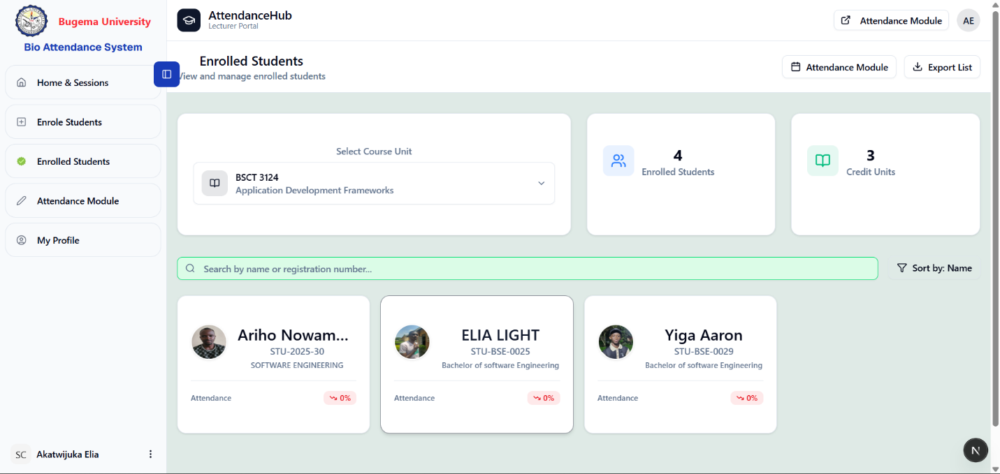 Bugema University
Bio Attendance System
Home & Sessions
Enrole Students
Enrolled Students
Attendance Module
My Profile
SC
Akatwijuka Elia
AttendanceHub
Lecturer Portal
Attendance Module
AE
Enrolled Students
View and manage enrolled students
Attendance Module
Export List
Select Course Unit
BSCT 3124
Application Development Frameworks
4
Enrolled Students
3
Credit Units
Search by name or registration number...
Sort by: Name
Ariho Nowam...
STU-2025-30
SOFTWARE ENGINEERING
Attendance
0%
ELIA LIGHT
STU-BSE-0025
Bachelor of software Engineering
Attendance
0%
Yiga Aaron
STU-BSE-0029
Bachelor of software Engineering
Attendance
0%
N